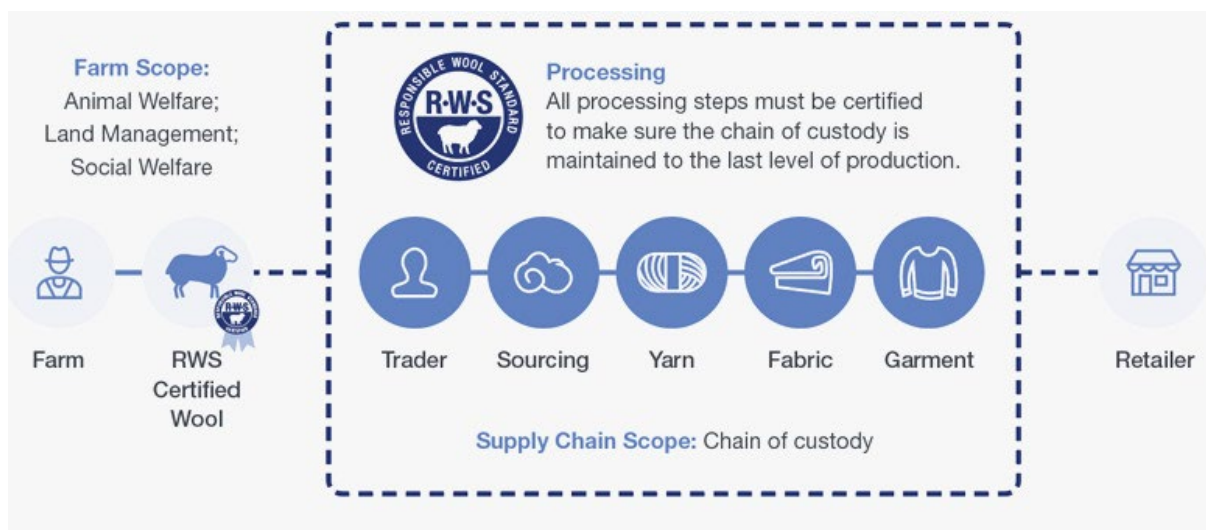 Farm Scope:
Animal Welfare;
Land Management;
Social Welfare
RESPONSIBLE WOOL STANDARD
R·W·S
CERTIFIED
Processing
All processing steps must be certified
to make sure the chain of custody is
maintained to the last level of production.
R·W·S
Farm
RWS
Certified
Wool
Trader
Sourcing
Yarn
Fabric
Garment
Retailer
Supply Chain Scope: Chain of custody